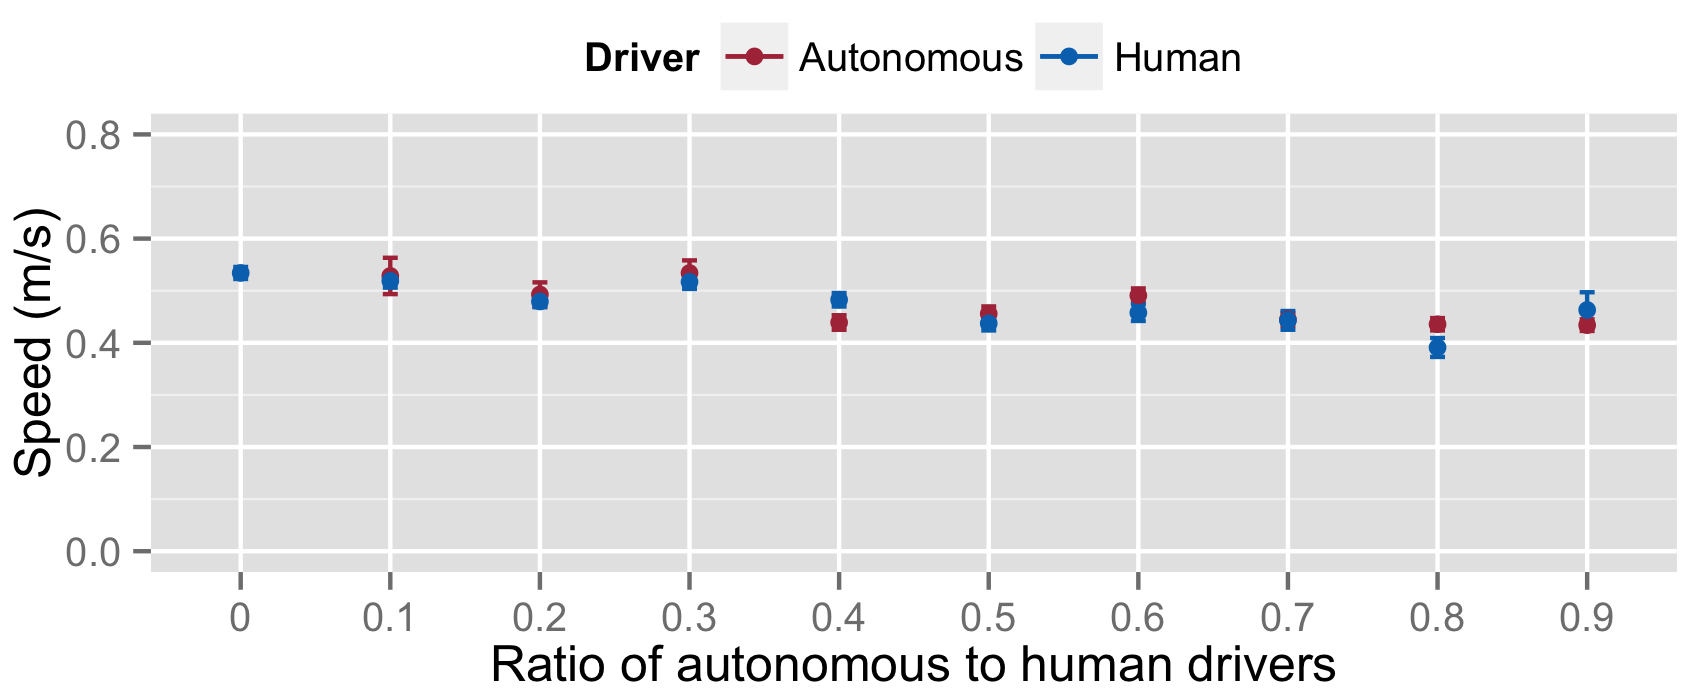 Driver Autonomous Human
0.8
0.6
0.4
0.2
0.0
Speed (m/s)
0 0.1 0.2 0.3 0.4 0.5 0.6 0.7 0.8 0.9
Ratio of autonomous to human drivers